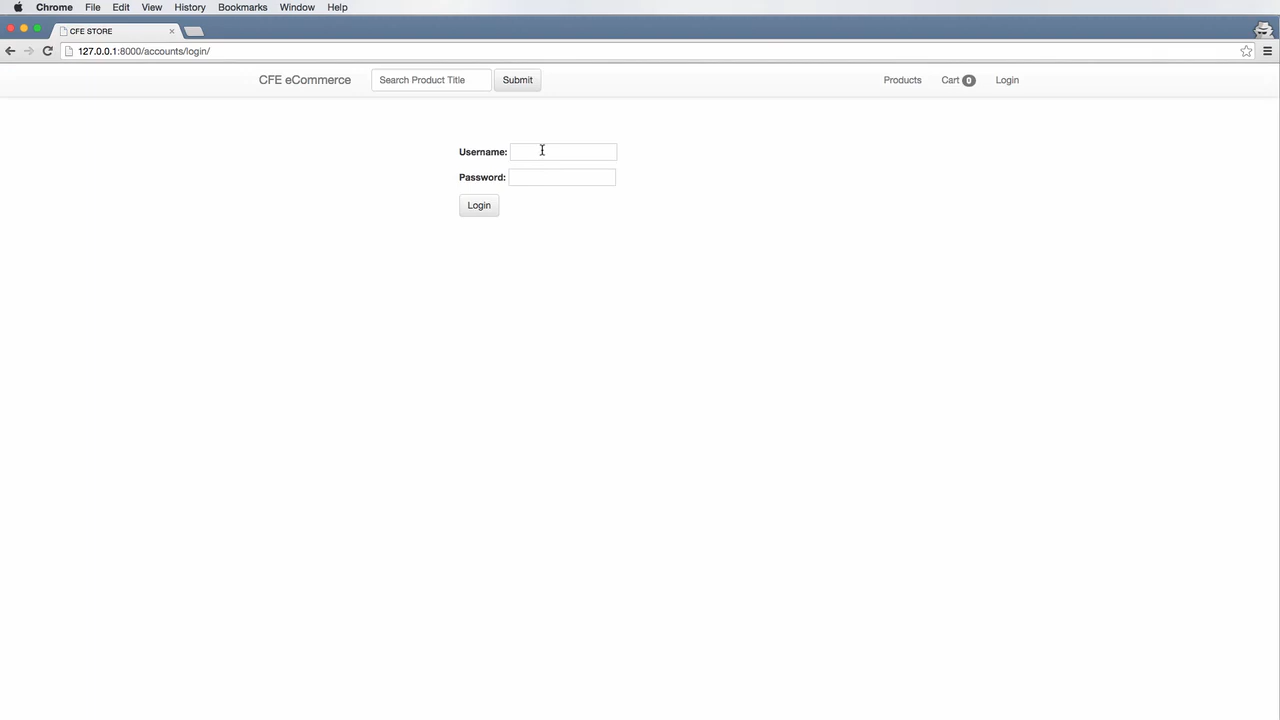 Chrome File Edit View History Bookmarks Window Help
CFE STORE
127.0.0.1:8000/accounts/login/
CFE eCommerce Search Product Title Submit Products Cart 0 Login
Username:
Password:
Login